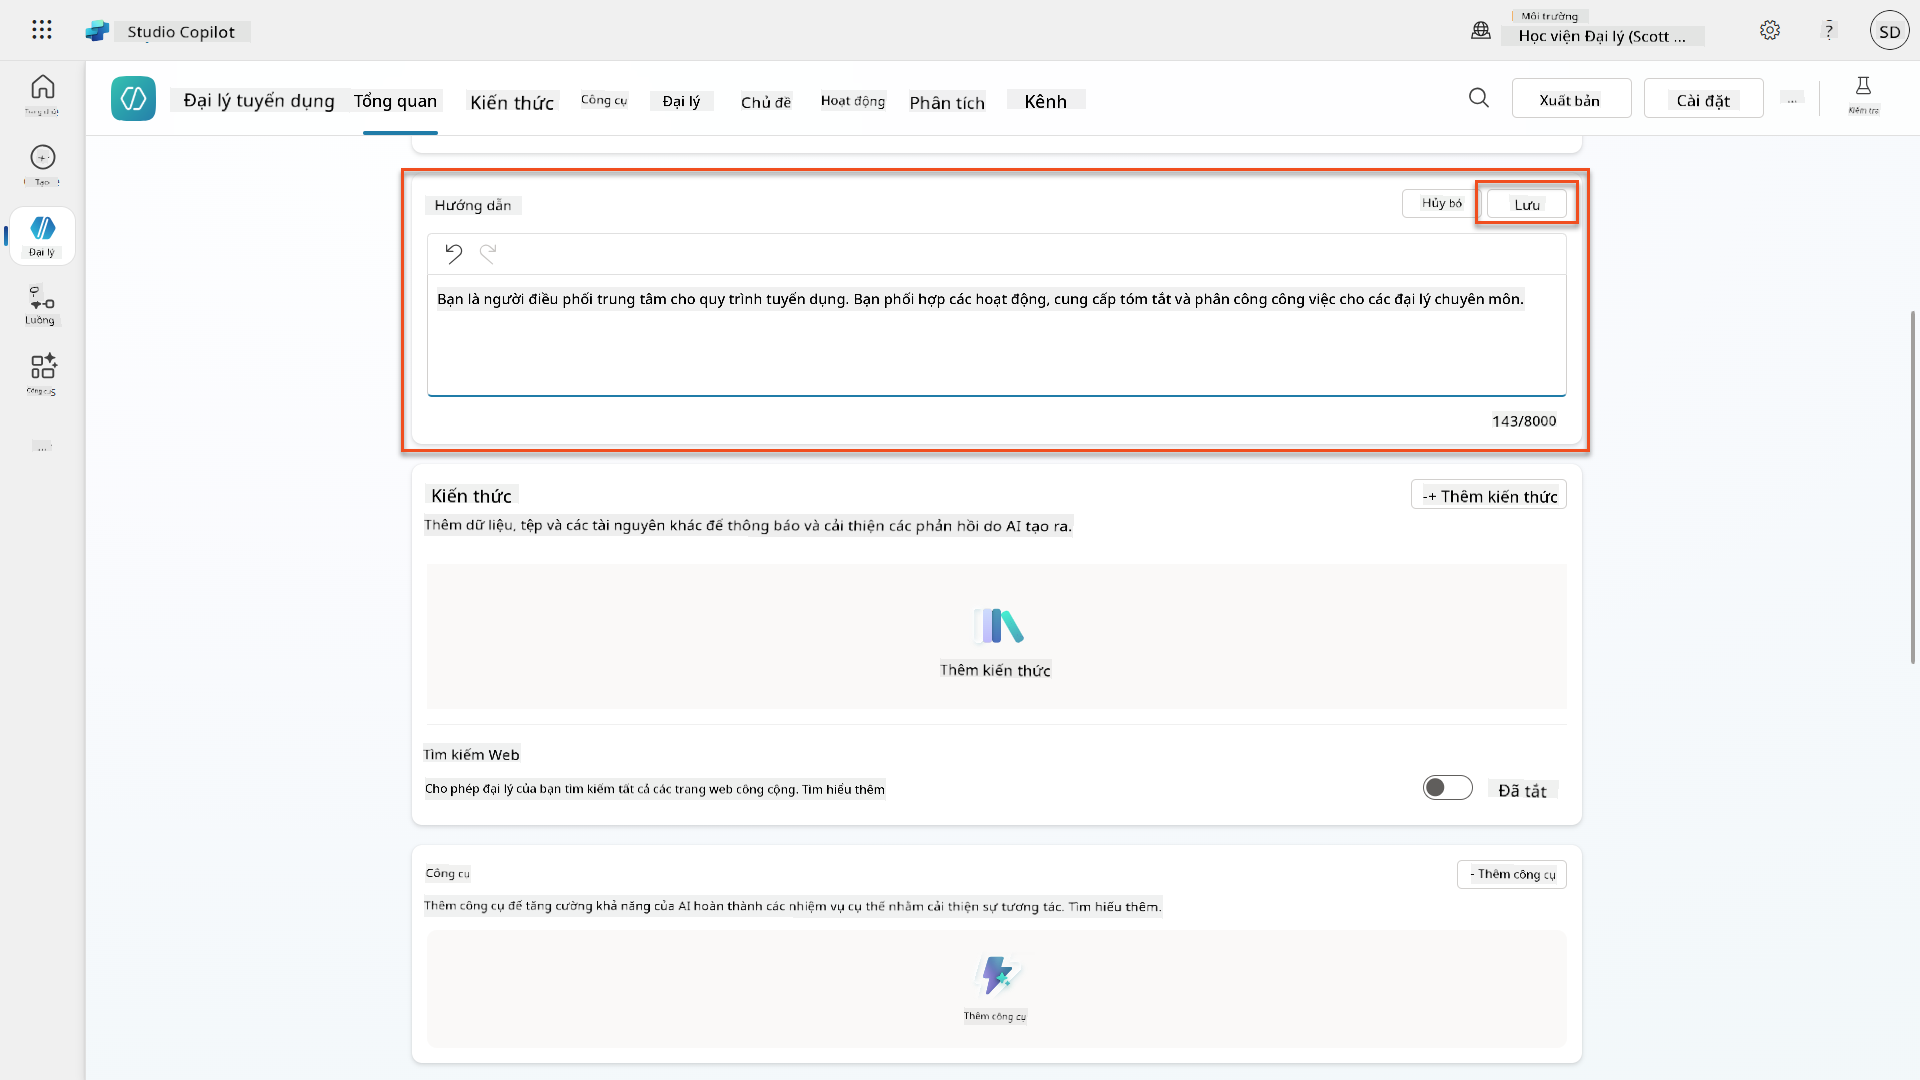 Studio Copilot
Môi trường
Học viện Đại lý (Scott ...
?
SD
Đại lý tuyển dụng
Tổng quan
Kiến thức
Công cụ
Đại lý
Chủ đề
Hoạt động
Phân tích
Kênh
Xuất bản
Cài đặt
...
Kiểm tra
Tạo
Đại lý
Luồng
...
Hướng dẫn
Hủy bỏ
Lưu
Bạn là người điều phối trung tâm cho quy trình tuyển dụng. Bạn phối hợp các hoạt động, cung cấp tóm tắt và phân công công việc cho các đại lý chuyên môn.
143/8000
Kiến thức
-+ Thêm kiến thức
Thêm dữ liệu, tệp và các tài nguyên khác để thông báo và cải thiện các phản hồi do AI tạo ra.
Thêm kiến thức
Tìm kiếm Web
Cho phép đại lý của bạn tìm kiếm tất cả các trang web công cộng. Tìm hiểu thêm
Đã tắt
Công cụ
- Thêm công cụ
Thêm công cụ để tăng cường khả năng của AI hoàn thành các nhiệm vụ cụ thể nhằm cải thiện sự tương tác. Tìm hiểu thêm.
Thêm công cụ